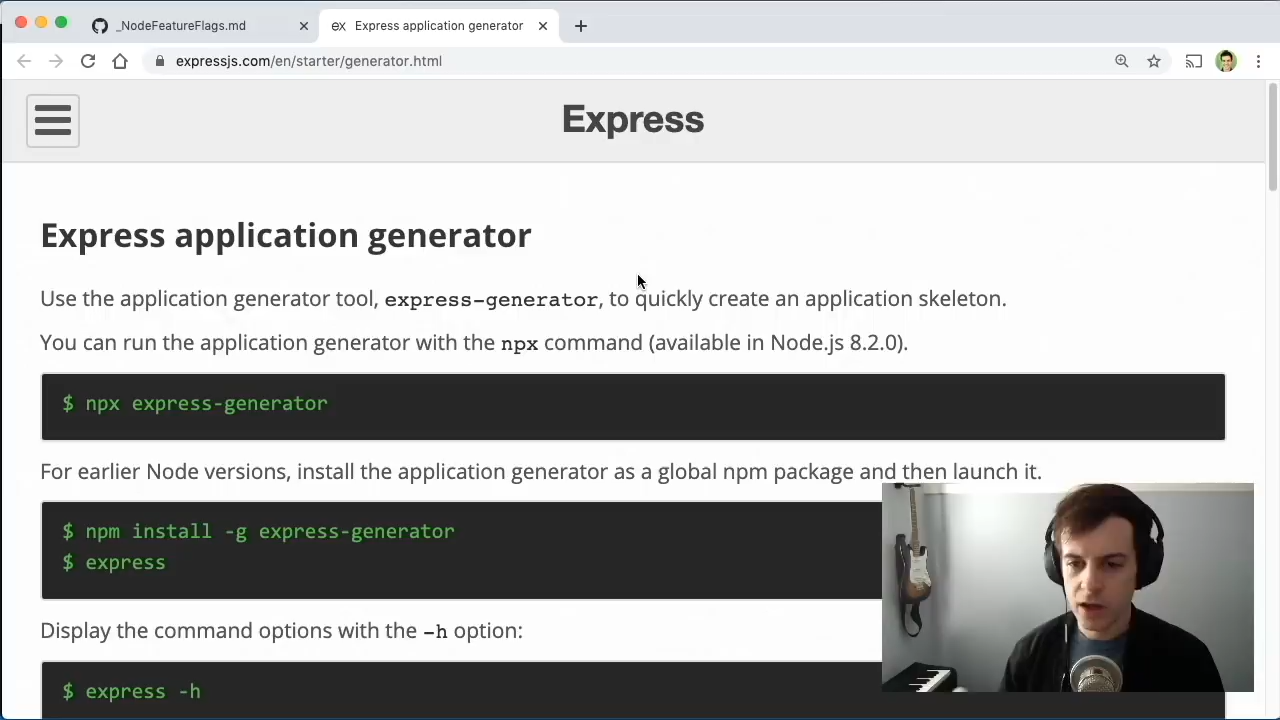 _NodeFeatureFlags.md
ex Express application generator
expressjs.com/en/starter/generator.html
Express
Express application generator
Use the application generator tool, express-generator, to quickly create an application skeleton.
You can run the application generator with the npx command (available in Node.js 8.2.0).
$ npx express-generator
For earlier Node versions, install the application generator as a global npm package and then launch it.
$ npm install -g express-generator
$ express
Display the command options with the -h option:
$ express -h